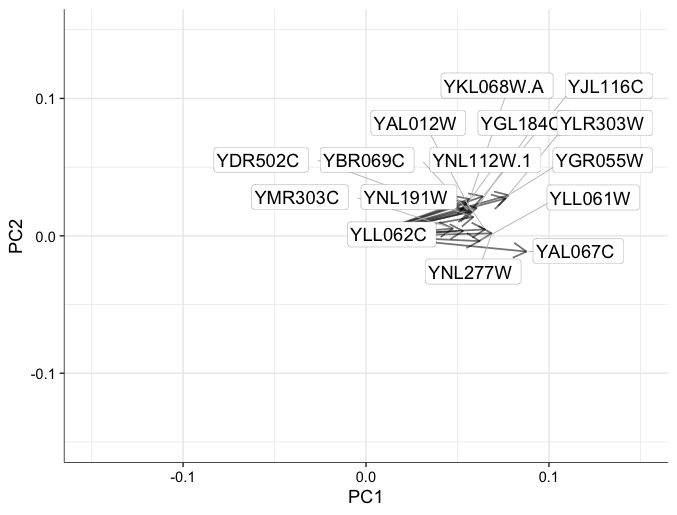 YKL068W.A YJL116C
0.1
YAL012W YGL184C YLR303W
YDR502C YBR069C YNL112W.1 YGR055W
YMR303C YNL191W YLL061W
YLL062C
0.0
YAL067C
YNL277W
-0.1
PC2
-0.1 0.0 0.1
PC1